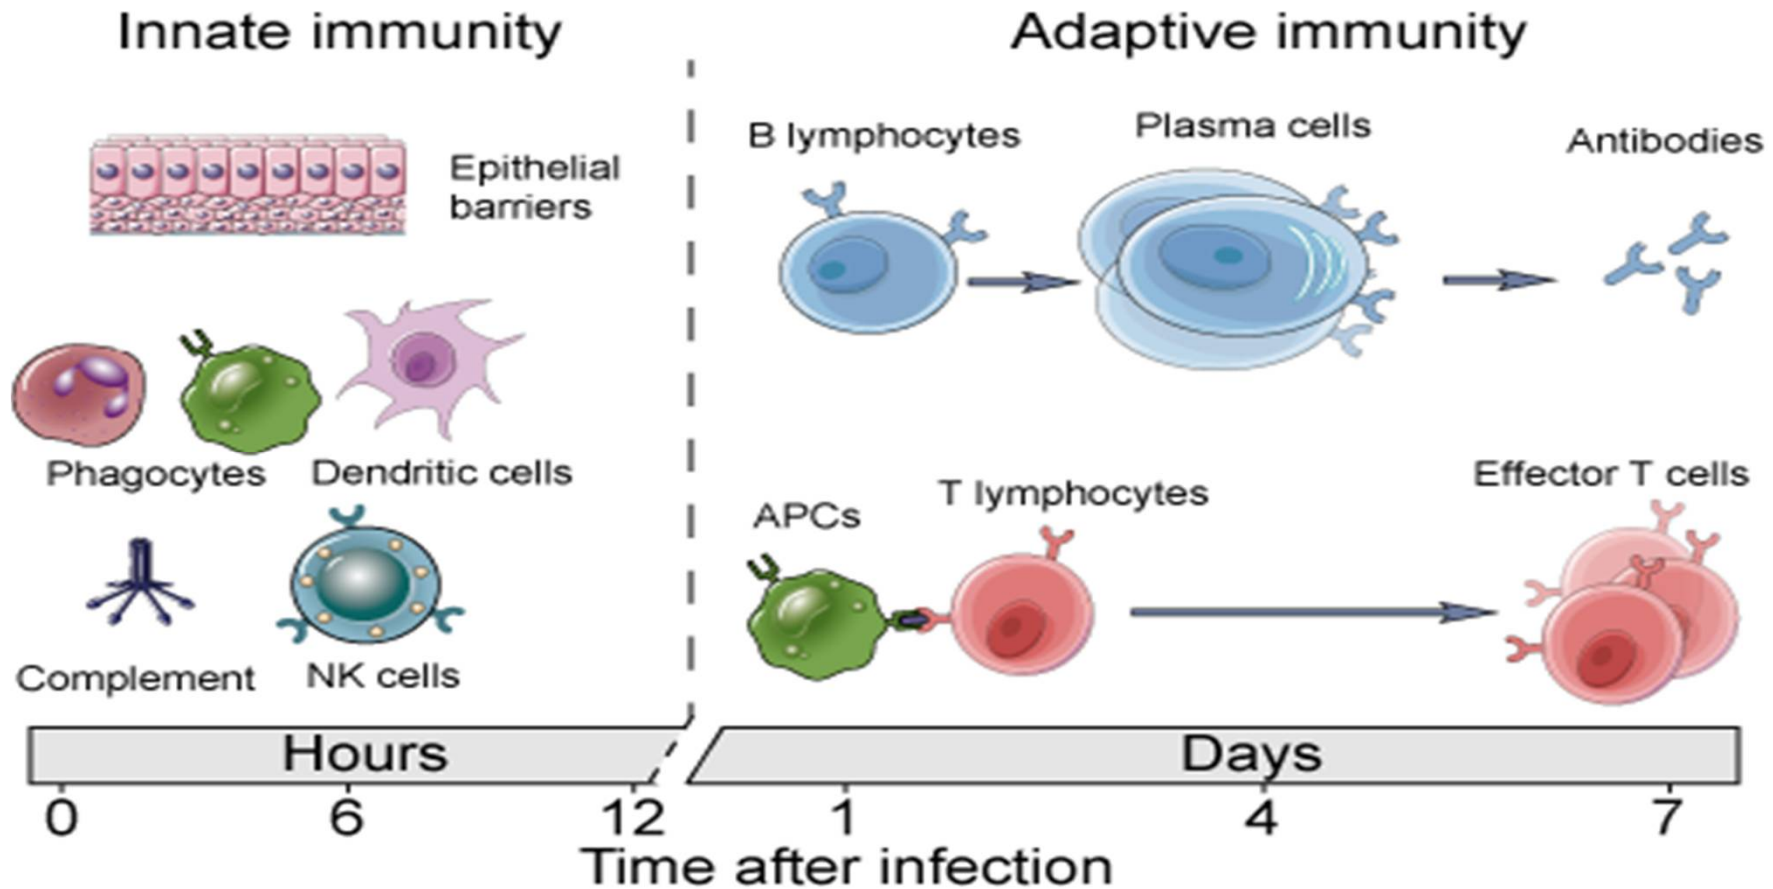 Innate immunity
Adaptive immunity
Epithelial
barriers
Phagocytes
Dendritic cells
Complement
NK cells
B lymphocytes
Plasma cells
Antibodies
APCs
T lymphocytes
Effector T cells
Hours
Days
0
6
12
1
4
7
Time after infection